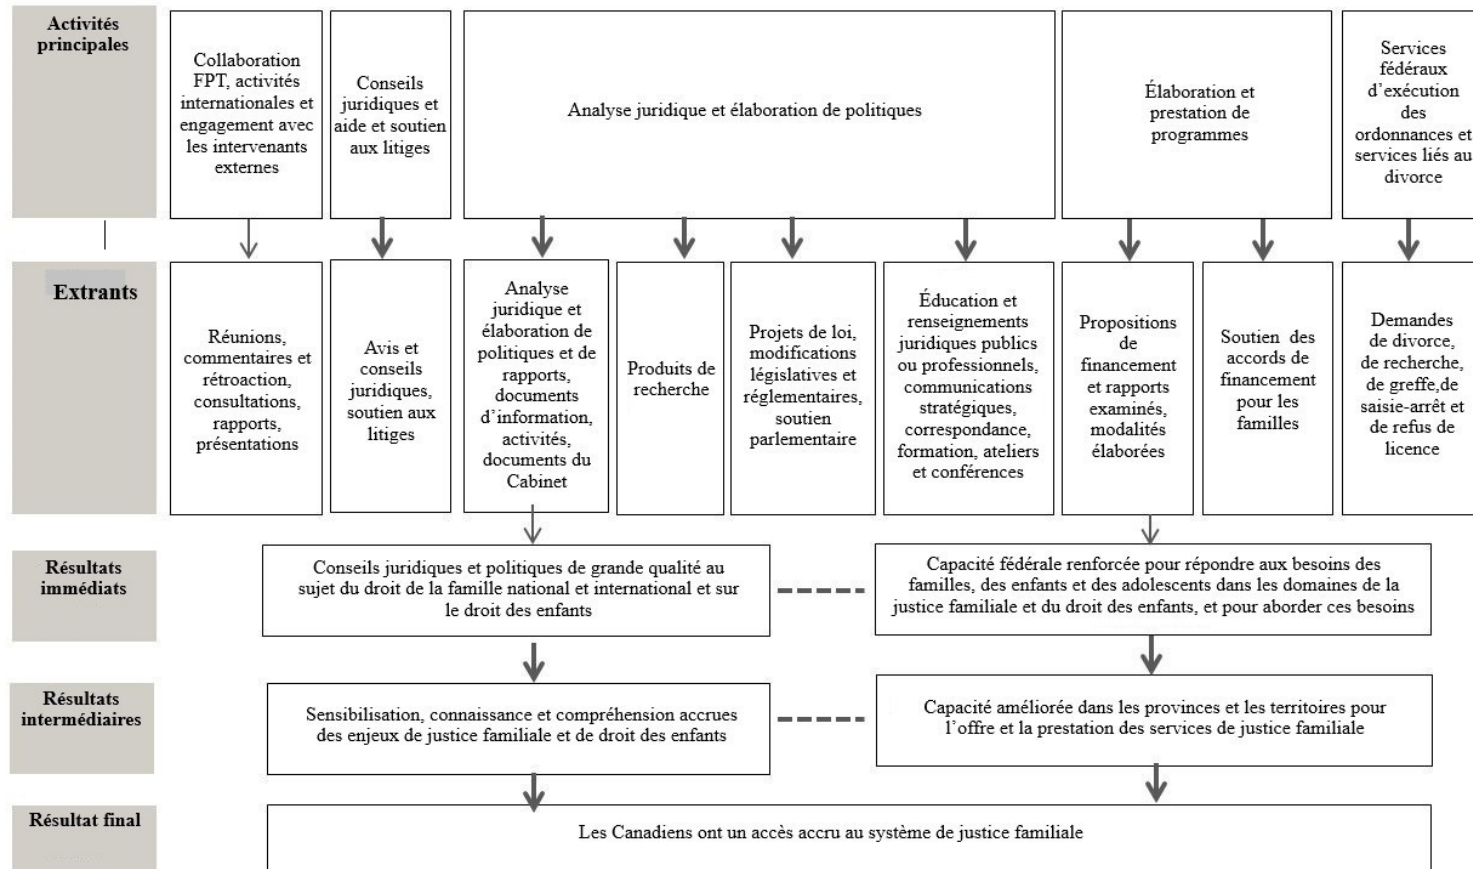 Activités
principales
Collaboration
FPT, activités
internationales et
engagement avec
les intervenants
externes
Conseils
juridiques et
aide et soutien
aux litiges
Analyse juridique et élaboration de politiques
Élaboration et
prestation de
programmes
Services
fédéraux
d’exécution
des
ordonnances et
services liés au
divorce
Extrants
Réunions,
commentaires et
rétroaction,
consultations,
rapports,
présentations
Avis et
conseils
juridiques,
soutien aux
litiges
Analyse
juridique et
élaboration de
politiques et de
rapports,
documents
d’information,
activités,
documents du
Cabinet
Produits de
recherche
Projets de loi,
modifications
législatives et
réglementaires,
soutien
parlementaire
Éducation et
renseignements
juridiques publics
ou professionnels,
communications
stratégiques,
correspondance,
formation, ateliers
et conférences
Propositions
de
financement
et rapports
examinés,
modalités
élaborées
Soutien des
accords de
financement
pour les
familles
Demandes
de divorce,
de recherche,
de greffe,de
saisie-arrêt et
de refus de
licence
Résultats
immédiats
Conseils juridiques et politiques de grande qualité au
sujet du droit de la famille national et international et sur
le droit des enfants
Capacité fédérale renforcée pour répondre aux besoins des
familles, des enfants et des adolescents dans les domaines de la
justice familiale et du droit des enfants, et pour aborder ces besoins
Résultats
intermédiaires
Sensibilisation, connaissance et compréhension accrues
des enjeux de justice familiale et de droit des enfants
Capacité améliorée dans les provinces et les territoires pour
l’offre et la prestation des services de justice familiale
Résultat final
Les Canadiens ont un accès accru au système de justice familiale